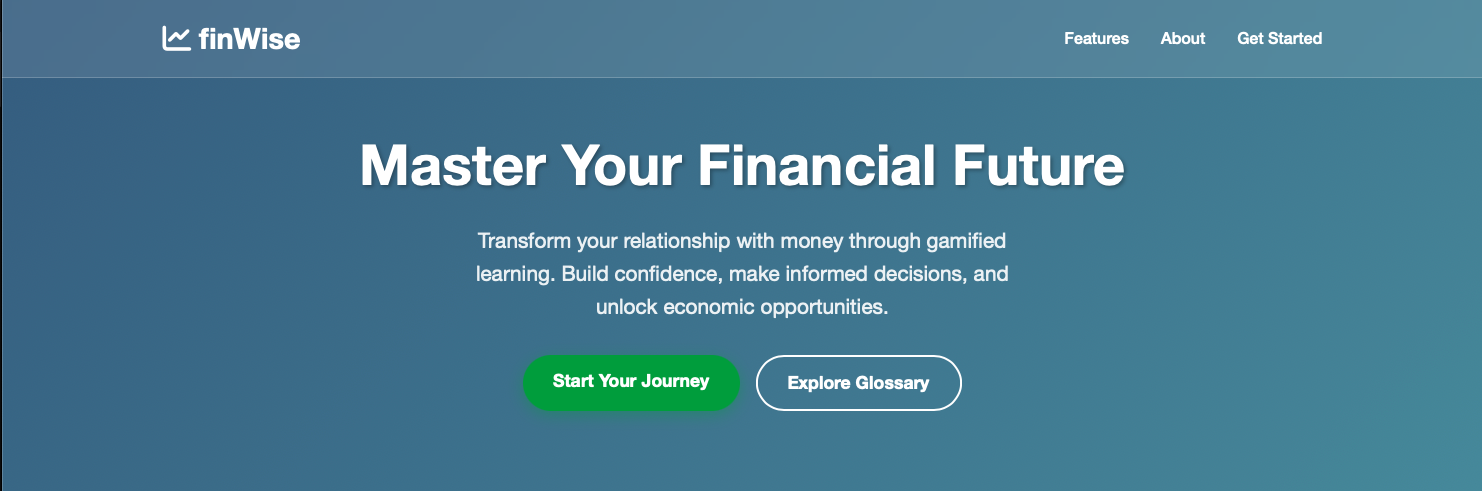 finWise
Features
About
Get Started
Master Your Financial Future
Transform your relationship with money through gamified
learning. Build confidence, make informed decisions, and
unlock economic opportunities.
Start Your Journey
Explore Glossary